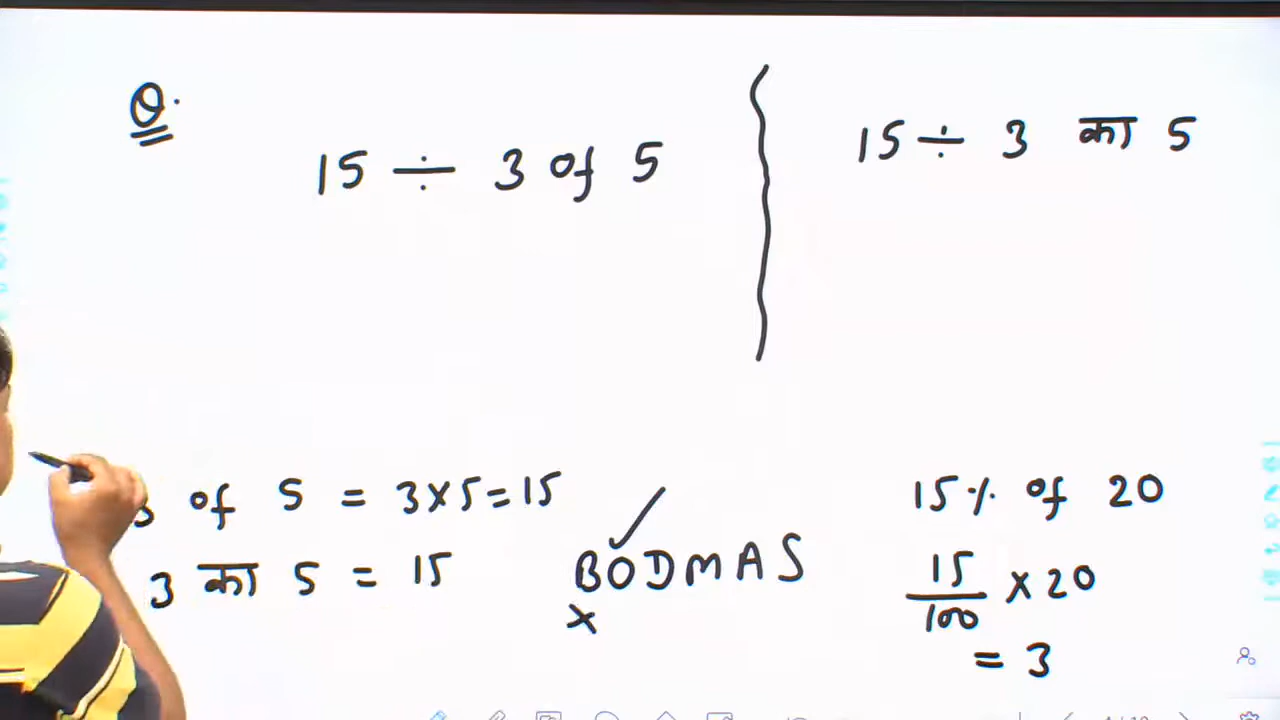 Q.
15 ÷ 3 of 5
15 ÷ 3 का 5
of 5 = 3×5=15
3 का 5 = 15
BODMAS
×
15% of 20
15/100 × 20
= 3